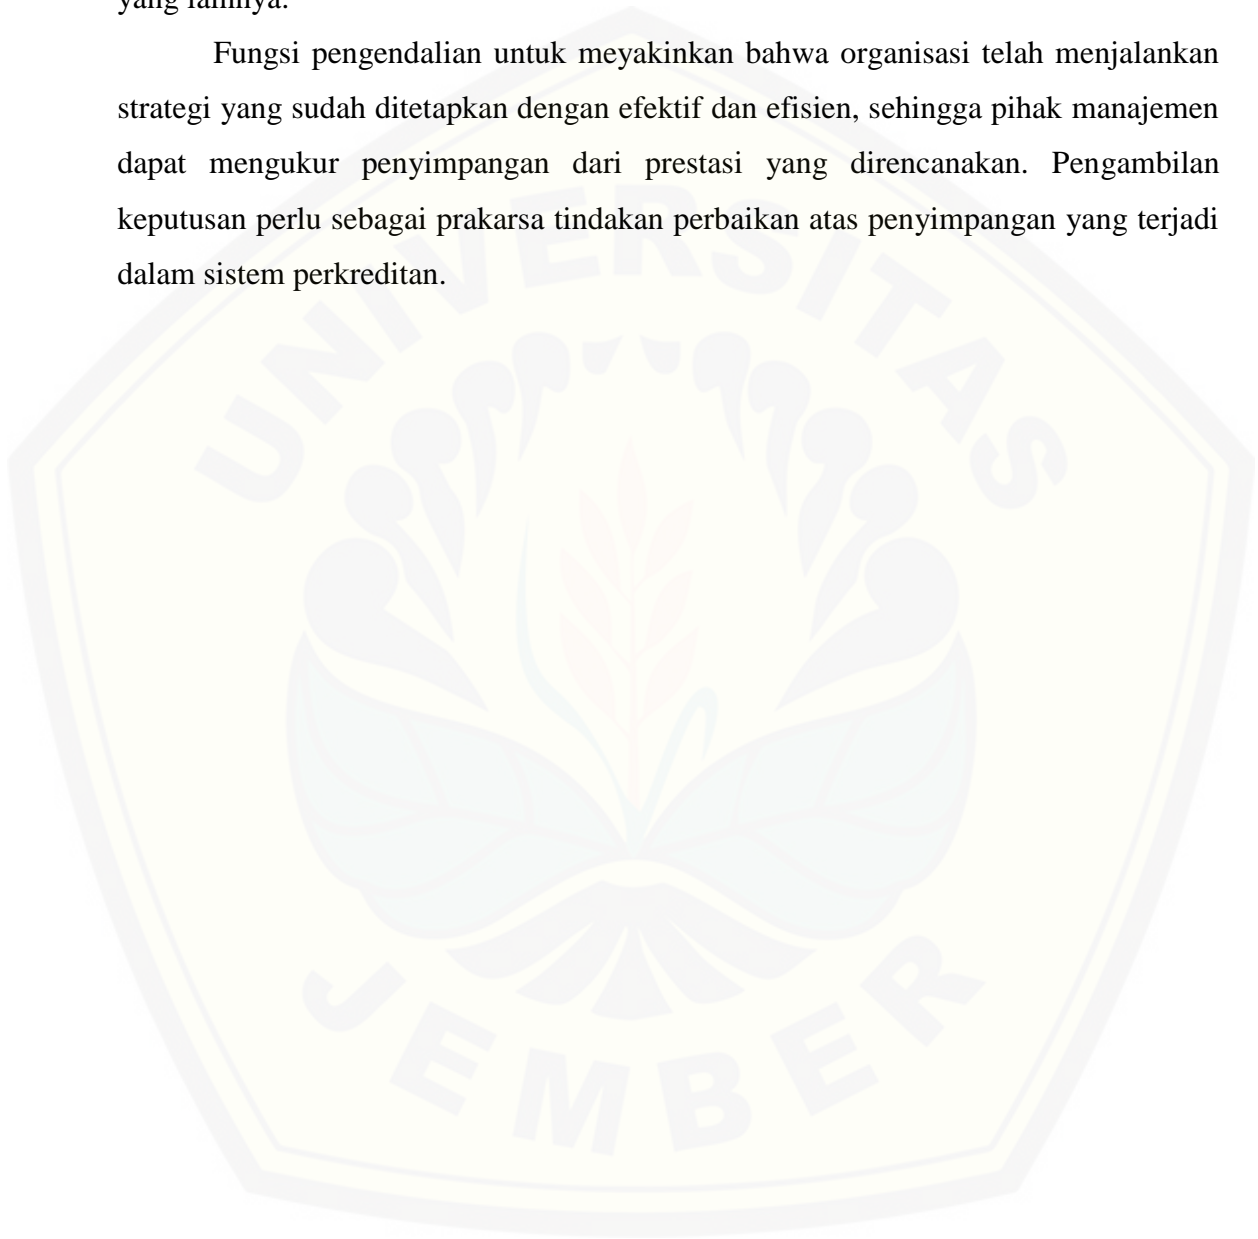 yang lainnya.
Fungsi pengendalian untuk meyakinkan bahwa organisasi telah menjalankan
strategi yang sudah ditetapkan dengan efektif dan efisien, sehingga pihak manajemen
dapat mengukur penyimpangan dari prestasi yang direncanakan. Pengambilan
keputusan perlu sebagai prakarsa tindakan perbaikan atas penyimpangan yang terjadi
dalam sistem perkreditan.
UNIVERSITAS
JEMBER